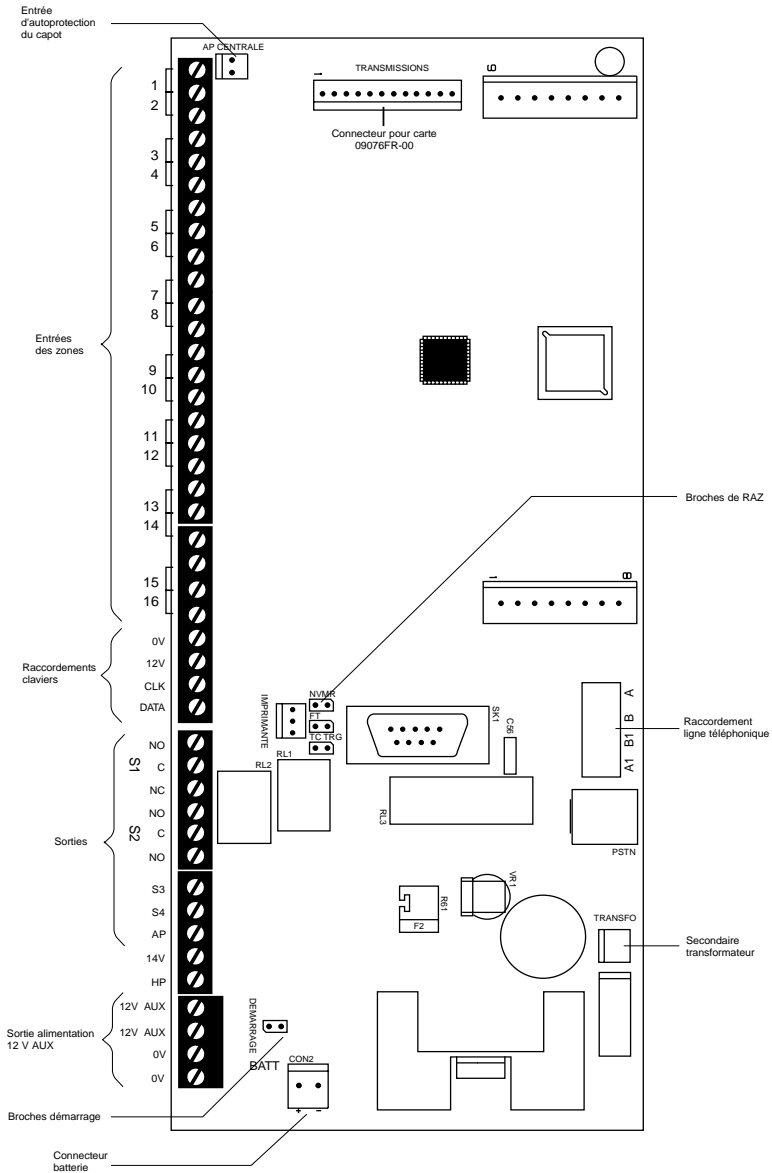 Entrée
d'autoprotection
du capot
AP CENTRALE
1
2
3
4
5
6
7
8
9
10
11
12
13
14
15
16
Entrées
des zones
TRANSMISSIONS
1
Connecteur pour carte
09076FR-00
9
Broches de RAZ
1
8
0V
12V
CLK
DATA
Raccordements
claviers
IMPRIMANTE
NVMR
FT
TC TRG
SK1
C56
A
B
B1
A1
Raccordement
ligne téléphonique
NO
C
NC
NO
C
NO
S1
S2
Sorties
RL2
RL1
RL3
PSTN
S3
S4
AP
14V
HP
R61
F2
VR1
TRANSFO
Secondaire
transformateur
12V AUX
12V AUX
0V
0V
Sortie alimentation
12 V AUX
DEMARRAGE
BATT
CON2
+ −
Broches démarrage
Connecteur
batterie